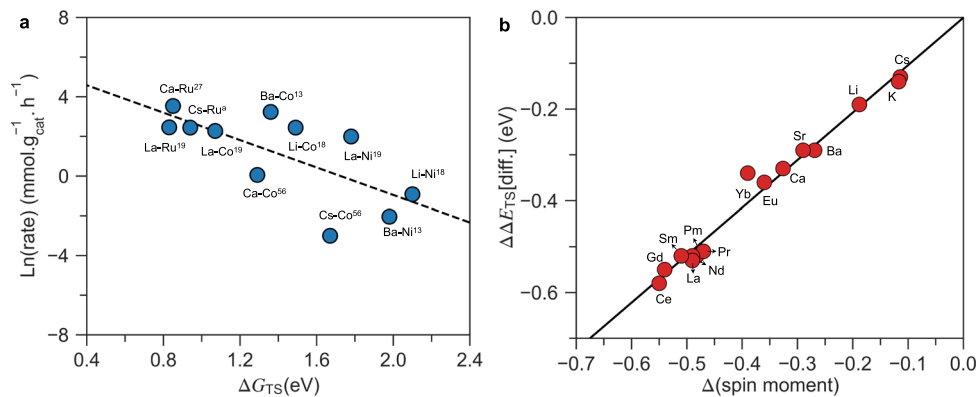 a
8
4
0
−4
−8
Ln(rate) (mmol.g⁻¹cat.h⁻¹)
Ca-Ru²⁷
Cs-Ruᵃ
Ba-Co¹³
La-Ru¹⁹
La-Co¹⁹
Li-Co¹⁸
La-Ni¹⁹
Ca-Co⁵⁶
Li-Ni¹⁸
Cs-Co⁵⁶
Ba-Ni¹³
0.4 0.8 1.2 1.6 2.0 2.4
ΔG_TS(eV)
b
0.0
−0.2
−0.4
−0.6
ΔΔE_TS[diff.] (eV)
Cs
Li
K
Sr
Ba
Ca
Yb
Eu
Pm
Sm
Pr
Gd
Nd
La
Ce
−0.7 −0.6 −0.5 −0.4 −0.3 −0.2 −0.1 0.0
Δ(spin moment)